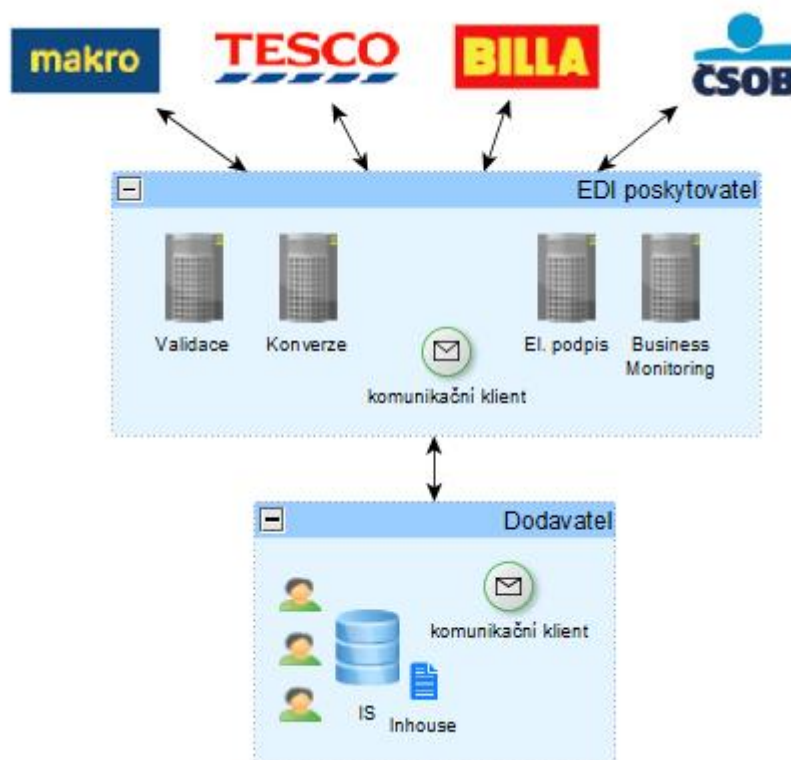 makro
TESCO
BILLA
ČSOB
EDI poskytovatel
Validace
Konverze
El. podpis
Business
Monitoring
komunikační klient
Dodavatel
komunikační klient
IS
Inhouse